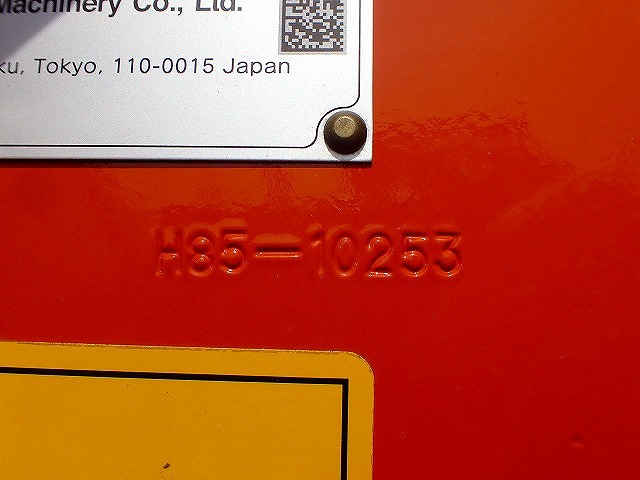 Machinery Co., Ltd.
ku, Tokyo, 110-0015 Japan
H85-10253